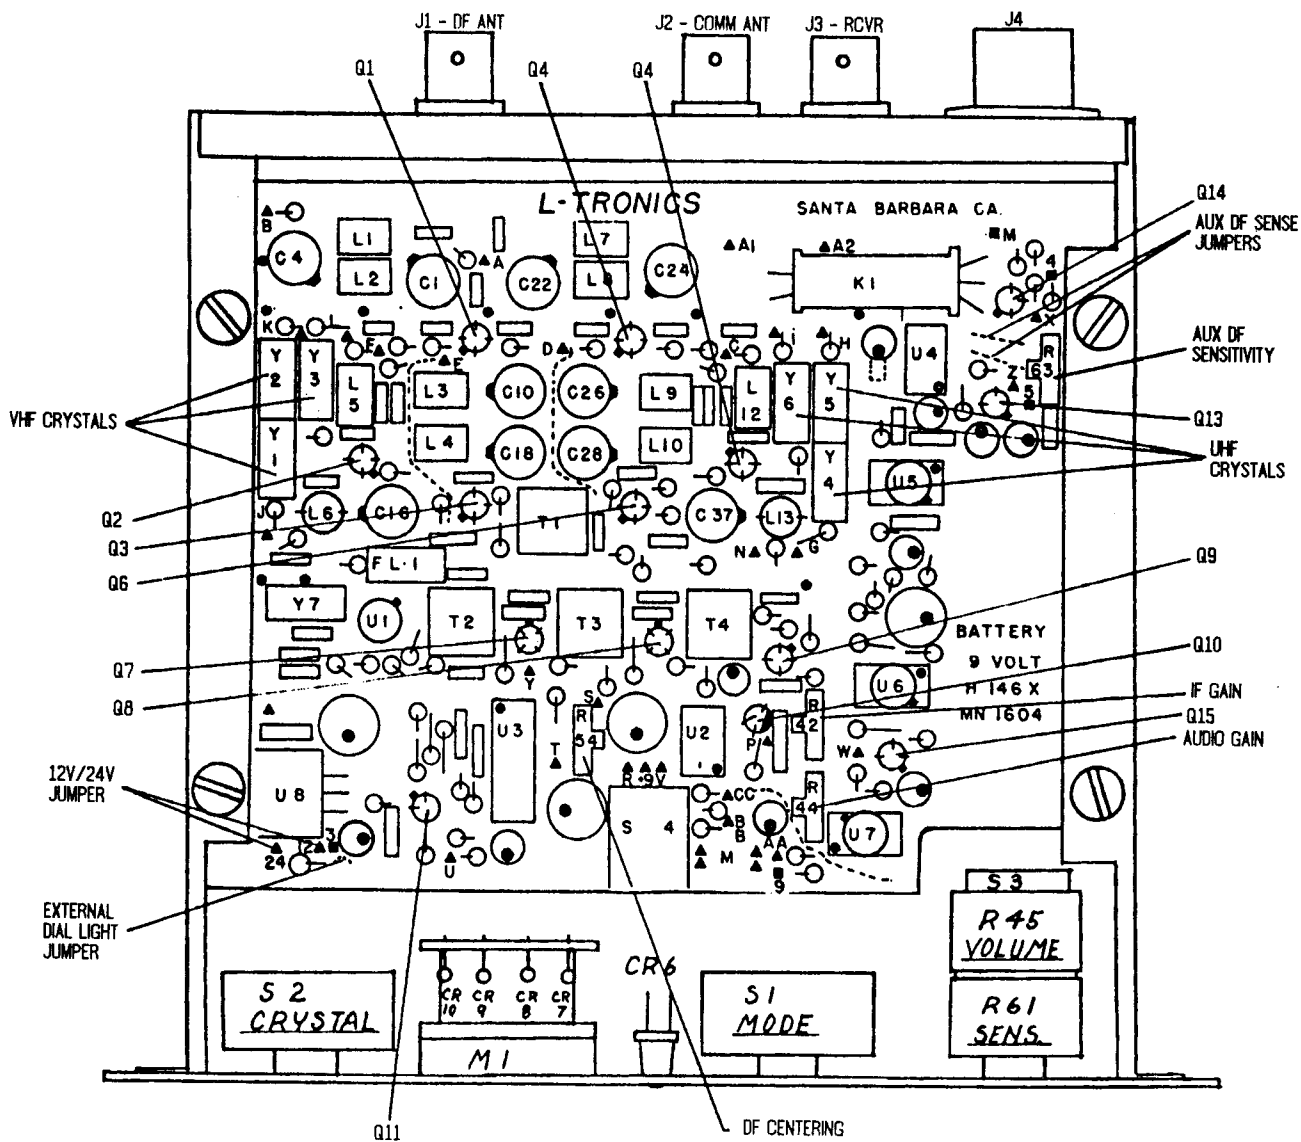 J1 - DF ANT
J2 - COMM ANT
J3 - RCVR
J4
Q1
Q4
Q4
L-TRONICS
SANTA BARBARA CA.
Q14
AUX DF SENSE
JUMPERS
B
C4
L1
L2
C1
A
C22
L7
L8
C24
A1
A2
K1
M
4
X
K
L
E
F
D
C
i
H
U4
R
63
Z
5
AUX DF
SENSITIVITY
Y
2
Y
3
L
5
L3
C10
C26
L9
L
12
Y
6
Y
5
Q13
VHF CRYSTALS
Y
1
L4
C18
C28
L10
Y
4
U5
UHF
CRYSTALS
J
L6
C16
T1
C37
L13
N
G
Q2
Q3
Q6
FL-1
Q9
Y7
U1
T2
T3
T4
BATTERY
9 VOLT
H 146 X
MN 1604
Q7
Q8
Y
U6
Q10
IF GAIN
Q15
AUDIO GAIN
S
R
54
T
U3
U2
1
P
R
42
W
R +9V
12V/24V
JUMPER
U8
S 4
CC
B
B
AA
R
44
U7
24
12
3
U
M
9
EXTERNAL
DIAL LIGHT
JUMPER
S3
R45
VOLUME
S2
CRYSTAL
CR
10
CR
9
CR
8
CR
7
CR6
S1
MODE
R61
SENS.
M1
Q11
DF CENTERING